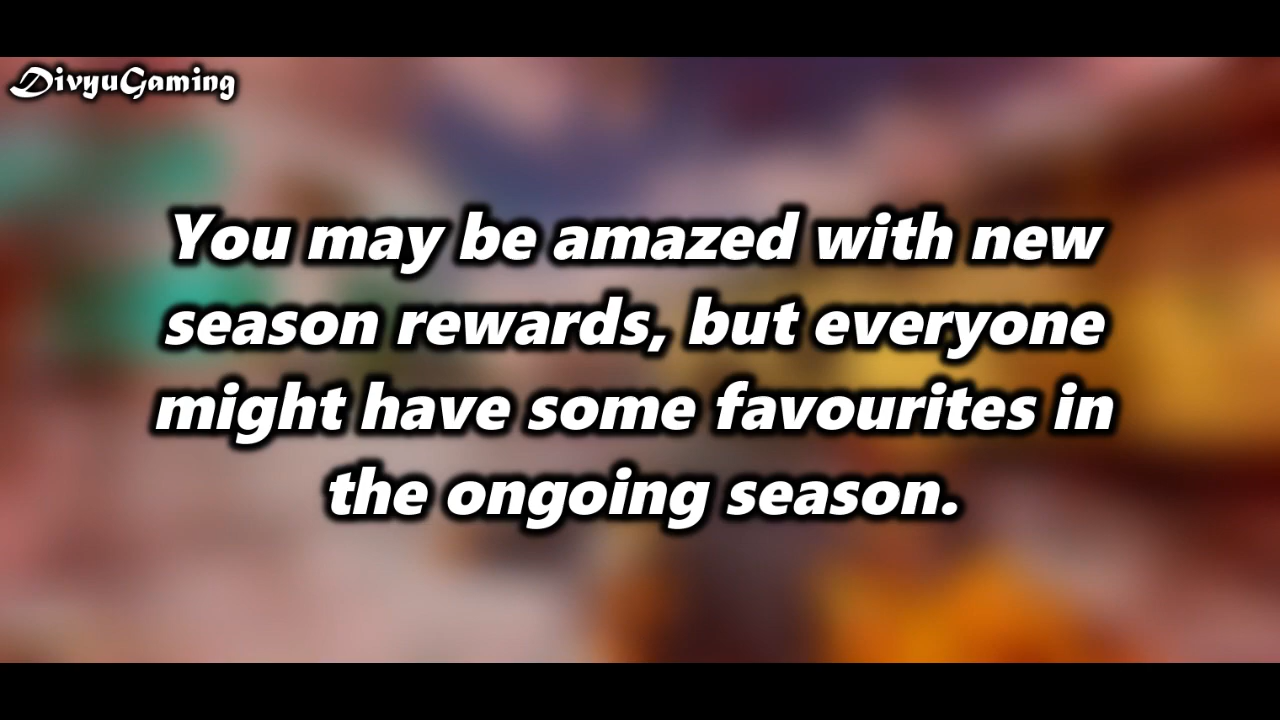 DivyuGaming
You may be amazed with new
season rewards, but everyone
might have some favourites in
the ongoing season.